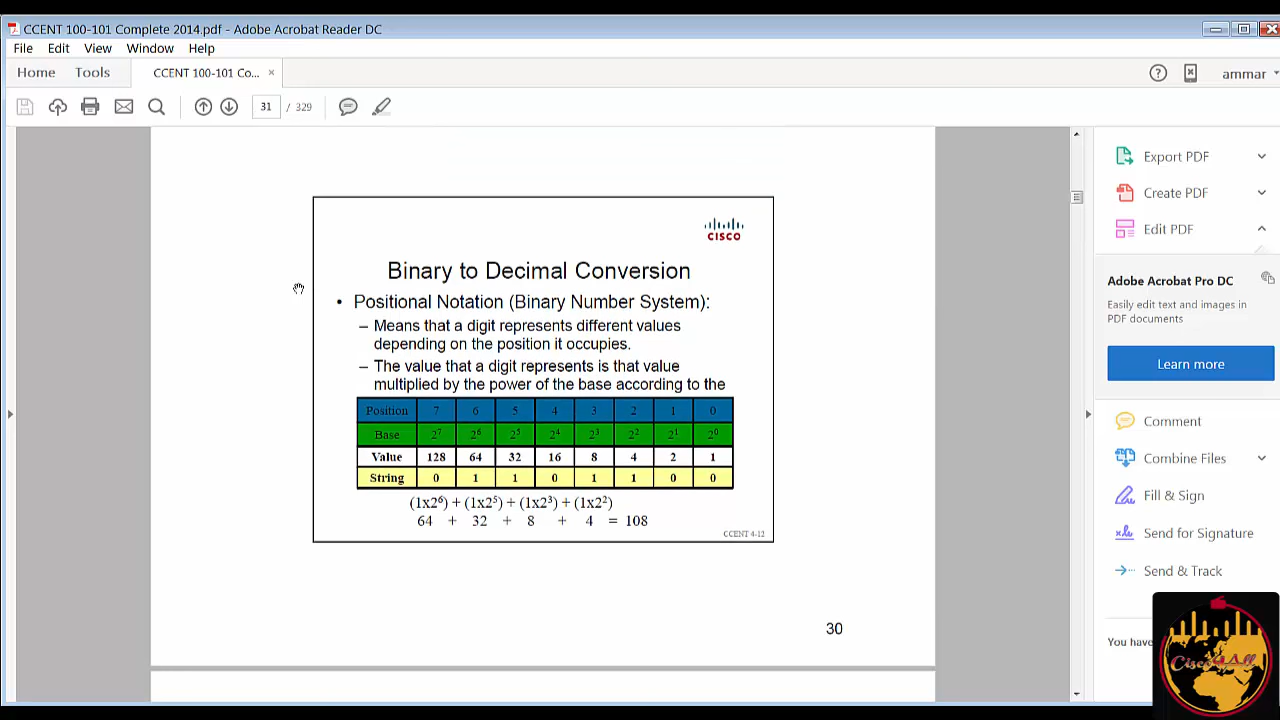 CCENT 100-101 Complete 2014.pdf - Adobe Acrobat Reader DC
File Edit View Window Help
Home Tools CCENT 100-101 Co... ×
ammar
31 / 329
Export PDF
Create PDF
Edit PDF
Adobe Acrobat Pro DC
Easily edit text and images in
PDF documents
Learn more
Comment
Combine Files
Fill & Sign
Send for Signature
Send & Track
You have
CISCO
Binary to Decimal Conversion
• Positional Notation (Binary Number System):
– Means that a digit represents different values
depending on the position it occupies.
– The value that a digit represents is that value
multiplied by the power of the base according to the
Position 7 6 5 4 3 2 1 0
Base 2⁷ 2⁶ 2⁵ 2⁴ 2³ 2² 2¹ 2⁰
Value 128 64 32 16 8 4 2 1
String 0 1 1 0 1 1 0 0
(1x2⁶) + (1x2⁵) + (1x2³) + (1x2²)
64 + 32 + 8 + 4 = 108
CCENT 4-12
30
Cisco4All